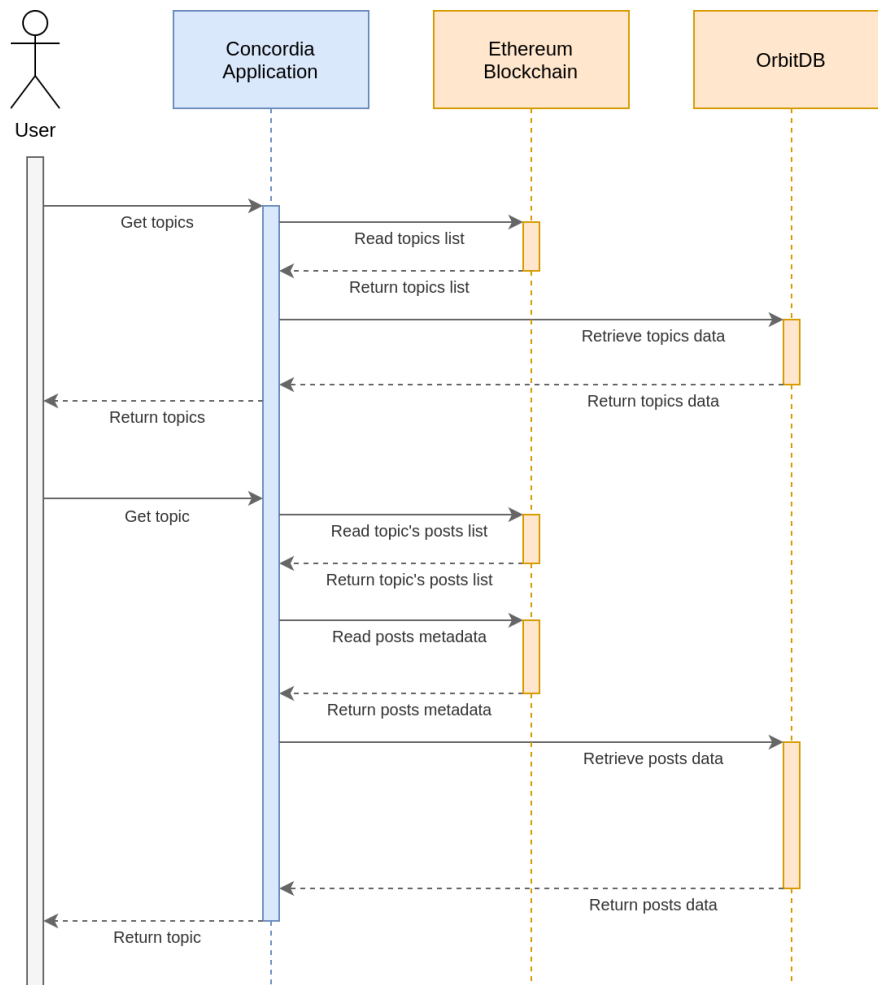 Concordia
Application
Ethereum
Blockchain
OrbitDB
User
Get topics
Read topics list
Return topics list
Retrieve topics data
Return topics data
Return topics
Get topic
Read topic's posts list
Return topic's posts list
Read posts metadata
Return posts metadata
Retrieve posts data
Return posts data
Return topic